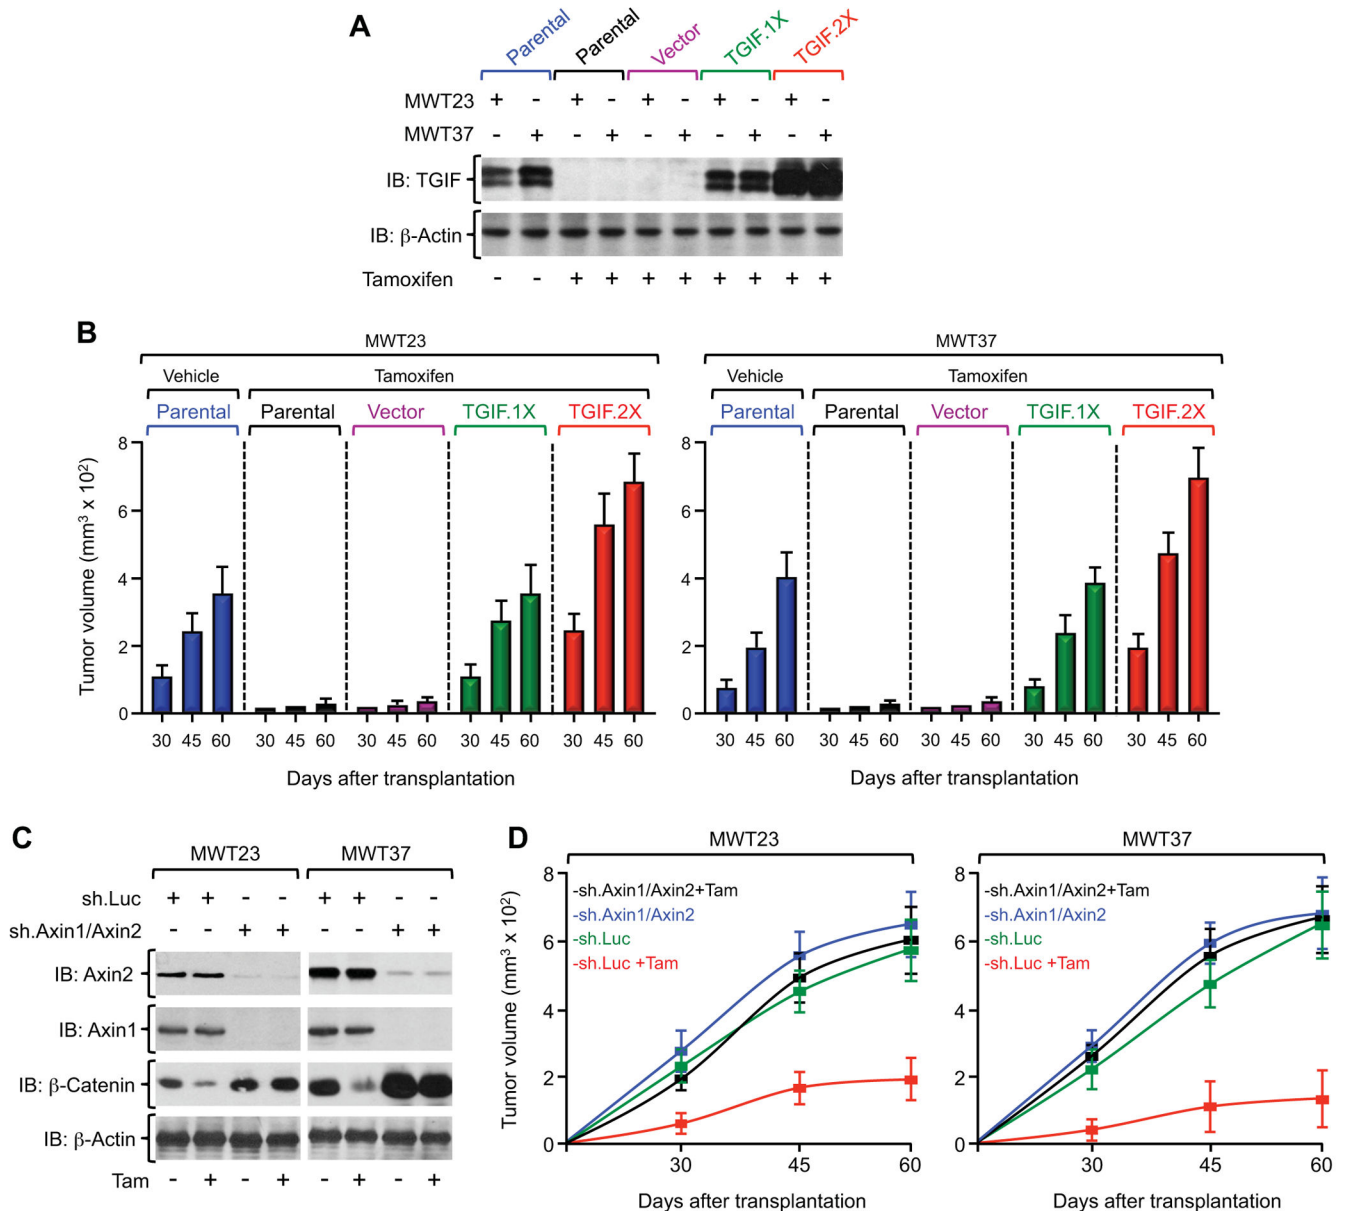 A
Parental Parental Vector TGIF.1X TGIF.2X
MWT23 + - + - + - + - + -
MWT37 - + - + - + - + - +
IB: TGIF
IB: β-Actin
Tamoxifen - - + + + + + + + +
B
MWT23
Vehicle Tamoxifen
Parental Parental Vector TGIF.1X TGIF.2X
8
6
4
2
0
Tumor volume (mm³ x 10²)
30 45 60 30 45 60 30 45 60 30 45 60 30 45 60
Days after transplantation
MWT37
Vehicle Tamoxifen
Parental Parental Vector TGIF.1X TGIF.2X
8
6
4
2
0
30 45 60 30 45 60 30 45 60 30 45 60 30 45 60
Days after transplantation
C
MWT23 MWT37
sh.Luc + + - - + + - -
sh.Axin1/Axin2 - - + + - - + +
IB: Axin2
IB: Axin1
IB: β-Catenin
IB: β-Actin
Tam - + - + - + - +
D
MWT23
8
6
4
2
0
Tumor volume (mm³ x 10²)
-sh.Axin1/Axin2+Tam
-sh.Axin1/Axin2
-sh.Luc
-sh.Luc +Tam
30 45 60
Days after transplantation
MWT37
8
6
4
2
0
-sh.Axin1/Axin2+Tam
-sh.Axin1/Axin2
-sh.Luc
-sh.Luc +Tam
30 45 60
Days after transplantation